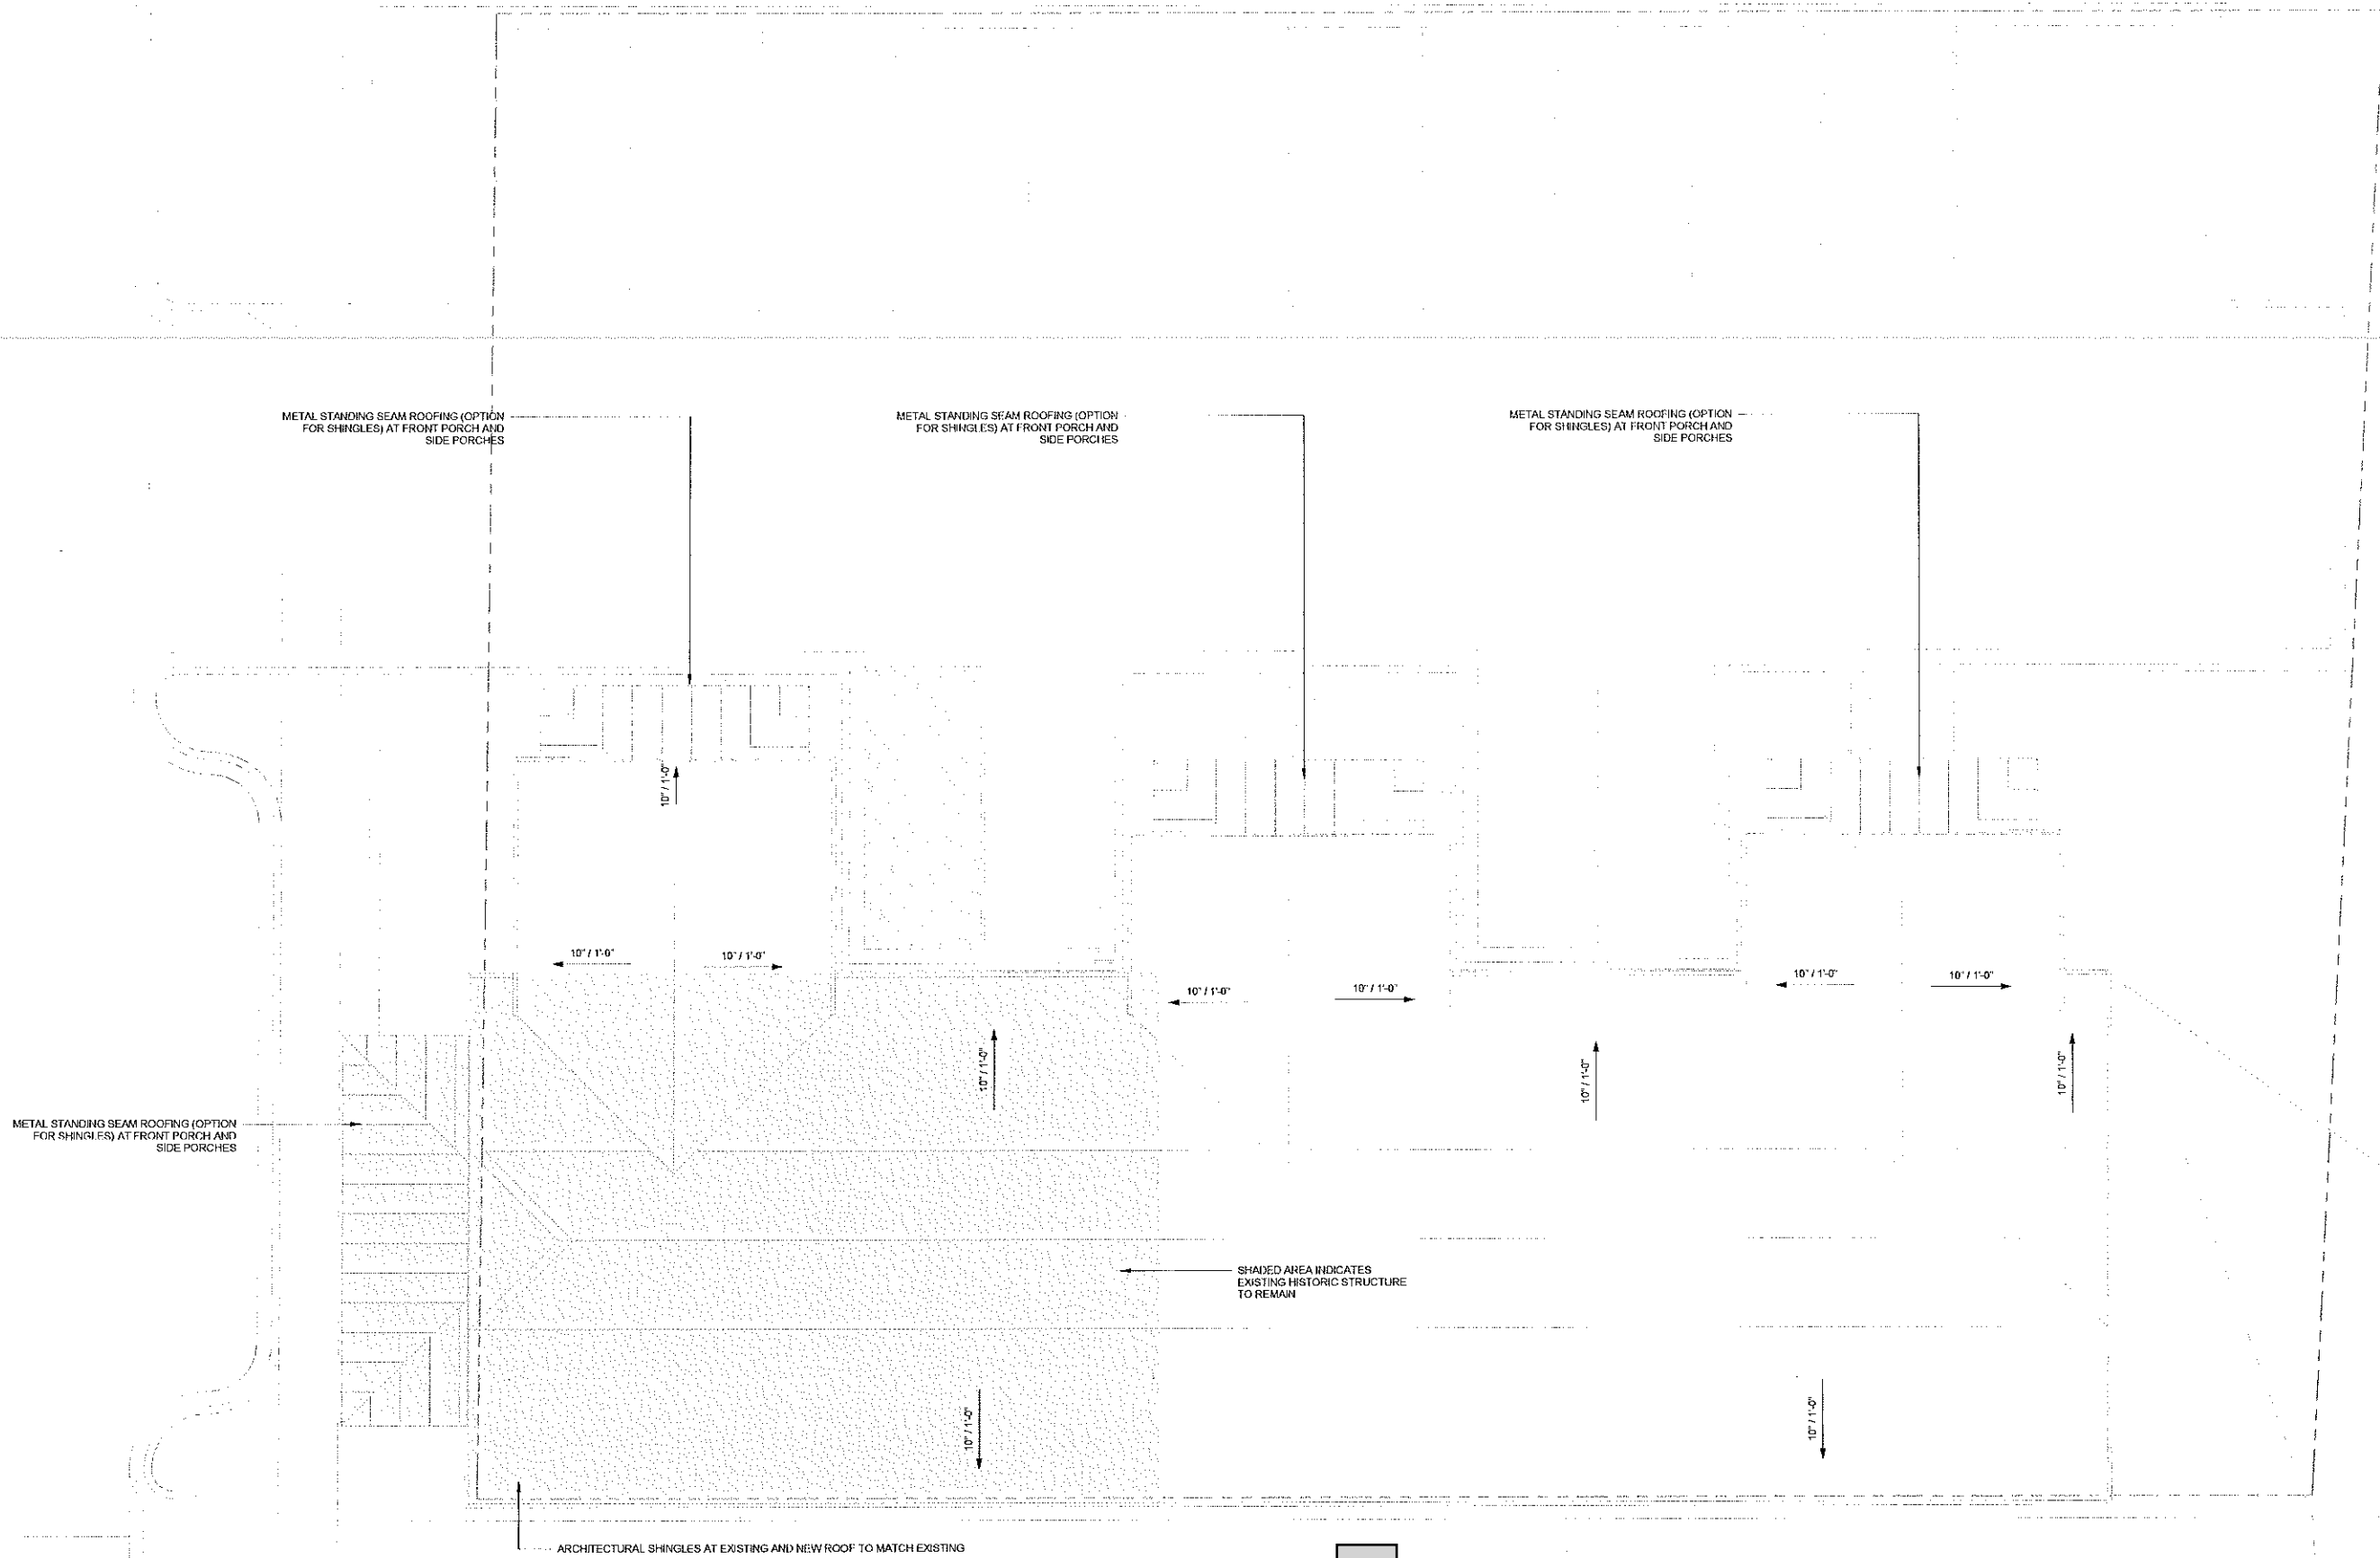 METAL STANDING SEAM ROOFING (OPTION
FOR SHINGLES) AT FRONT PORCH AND
SIDE PORCHES
METAL STANDING SEAM ROOFING (OPTION
FOR SHINGLES) AT FRONT PORCH AND
SIDE PORCHES
METAL STANDING SEAM ROOFING (OPTION
FOR SHINGLES) AT FRONT PORCH AND
SIDE PORCHES
10" / 1'-0"
10" / 1'-0"
10" / 1'-0"
10" / 1'-0"
10" / 1'-0"
10" / 1'-0"
10" / 1'-0"
10" / 1'-0"
10" / 1'-0"
10" / 1'-0"
METAL STANDING SEAM ROOFING (OPTION
FOR SHINGLES) AT FRONT PORCH AND
SIDE PORCHES
SHADED AREA INDICATES
EXISTING HISTORIC STRUCTURE
TO REMAIN
10" / 1'-0"
10" / 1'-0"
ARCHITECTURAL SHINGLES AT EXISTING AND NEW ROOF TO MATCH EXISTING